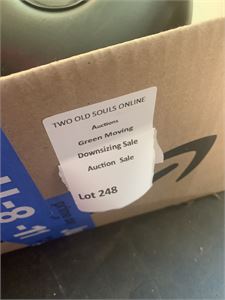 TWO OLD SOULS ONLINE
Auctions
Green Moving
Downsizing Sale
Auction Sale
Lot 248